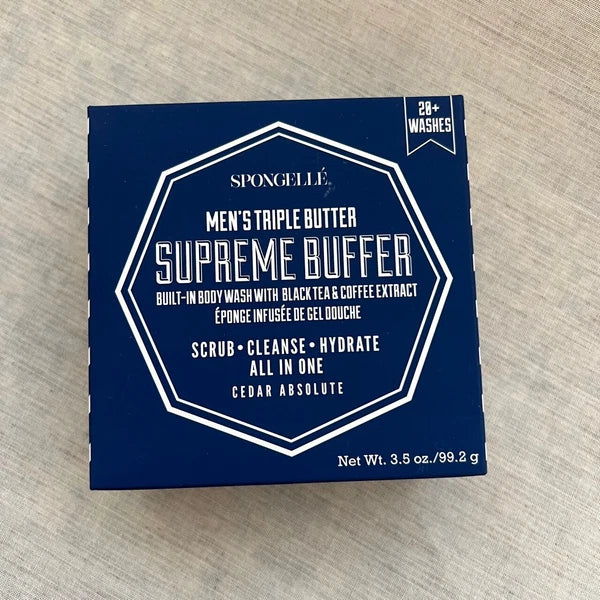 20+
WASHES
SPONGELLÉ
MEN'S TRIPLE BUTTER
SUPREME BUFFER
BUILT-IN BODY WASH WITH BLACK TEA & COFFEE EXTRACT
ÉPONGE INFUSÉE DE GEL DOUCHE
SCRUB • CLEANSE • HYDRATE
ALL IN ONE
CEDAR ABSOLUTE
Net Wt. 3.5 oz./99.2 g